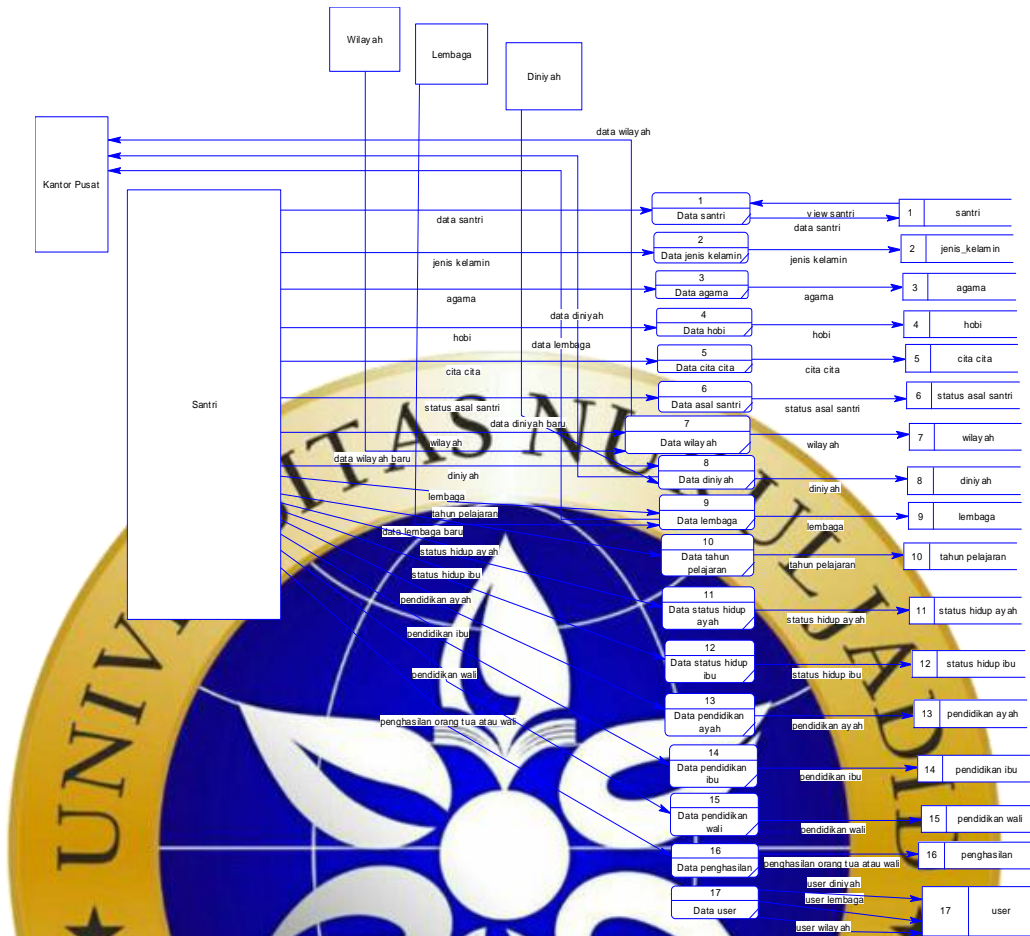 Wilayah
Lembaga
Diniyah
Kantor Pusat
data wilayah
Santri
data santri
1
Data santri
view santri
data santri
1
santri
jenis kelamin
2
Data jenis kelamin
jenis kelamin
2
jenis_kelamin
agama
3
Data agama
agama
3
agama
data diniyah
hobi
4
Data hobi
hobi
4
hobi
data lembaga
cita cita
5
Data cita cita
cita cita
5
cita cita
status asal santri
6
Data asal santri
status asal santri
6
status asal santri
data diniyah baru
wilayah
7
Data wilayah
wilayah
7
wilayah
data wilayah baru
diniyah
8
Data diniyah
diniyah
8
diniyah
lembaga
9
Data lembaga
lembaga
9
lembaga
tahun pelajaran
data lembaga baru
10
Data tahun
pelajaran
tahun pelajaran
10
tahun pelajaran
status hidup ayah
11
Data status hidup
ayah
status hidup ayah
11
status hidup ayah
status hidup ibu
12
Data status hidup
ibu
status hidup ibu
12
status hidup ibu
pendidikan ayah
13
Data pendidikan
ayah
pendidikan ayah
13
pendidikan ayah
pendidikan ibu
14
Data pendidikan
ibu
pendidikan ibu
14
pendidikan ibu
pendidikan wali
15
Data pendidikan
wali
pendidikan wali
15
pendidikan wali
penghasilan orang tua atau wali
16
Data penghasilan
penghasilan orang tua atau wali
16
penghasilan
17
Data user
user diniyah
user lembaga
user wilayah
17
user